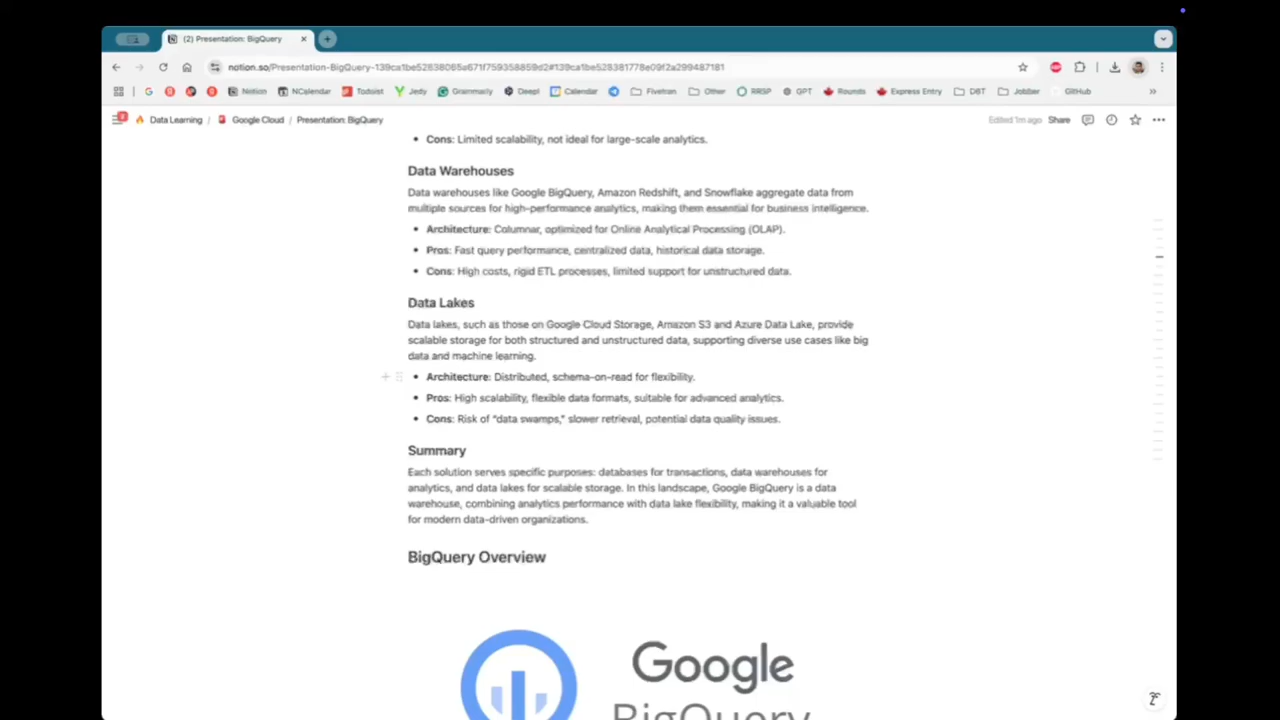 (2) Presentation: BigQuery
notion.so/Presentation-BigQuery-139ca1be52838065a671f759358859d2#139ca1be528381778e09f2a299487181
Notion NCalendar Todoist Jedy Grammarly Deepl Calendar Fivetran Other RRSP GPT Rounds Express Entry DBT Jobber GitHub
Data Learning / Google Cloud / Presentation: BigQuery Edited 1m ago Share
• Cons: Limited scalability, not ideal for large-scale analytics.
Data Warehouses
Data warehouses like Google BigQuery, Amazon Redshift, and Snowflake aggregate data from
multiple sources for high-performance analytics, making them essential for business intelligence.
• Architecture: Columnar, optimized for Online Analytical Processing (OLAP).
• Pros: Fast query performance, centralized data, historical data storage.
• Cons: High costs, rigid ETL processes, limited support for unstructured data.
Data Lakes
Data lakes, such as those on Google Cloud Storage, Amazon S3 and Azure Data Lake, provide
scalable storage for both structured and unstructured data, supporting diverse use cases like big
data and machine learning.
• Architecture: Distributed, schema-on-read for flexibility.
• Pros: High scalability, flexible data formats, suitable for advanced analytics.
• Cons: Risk of "data swamps," slower retrieval, potential data quality issues.
Summary
Each solution serves specific purposes: databases for transactions, data warehouses for
analytics, and data lakes for scalable storage. In this landscape, Google BigQuery is a data
warehouse, combining analytics performance with data lake flexibility, making it a valuable tool
for modern data-driven organizations.
BigQuery Overview
Google
BigQuery